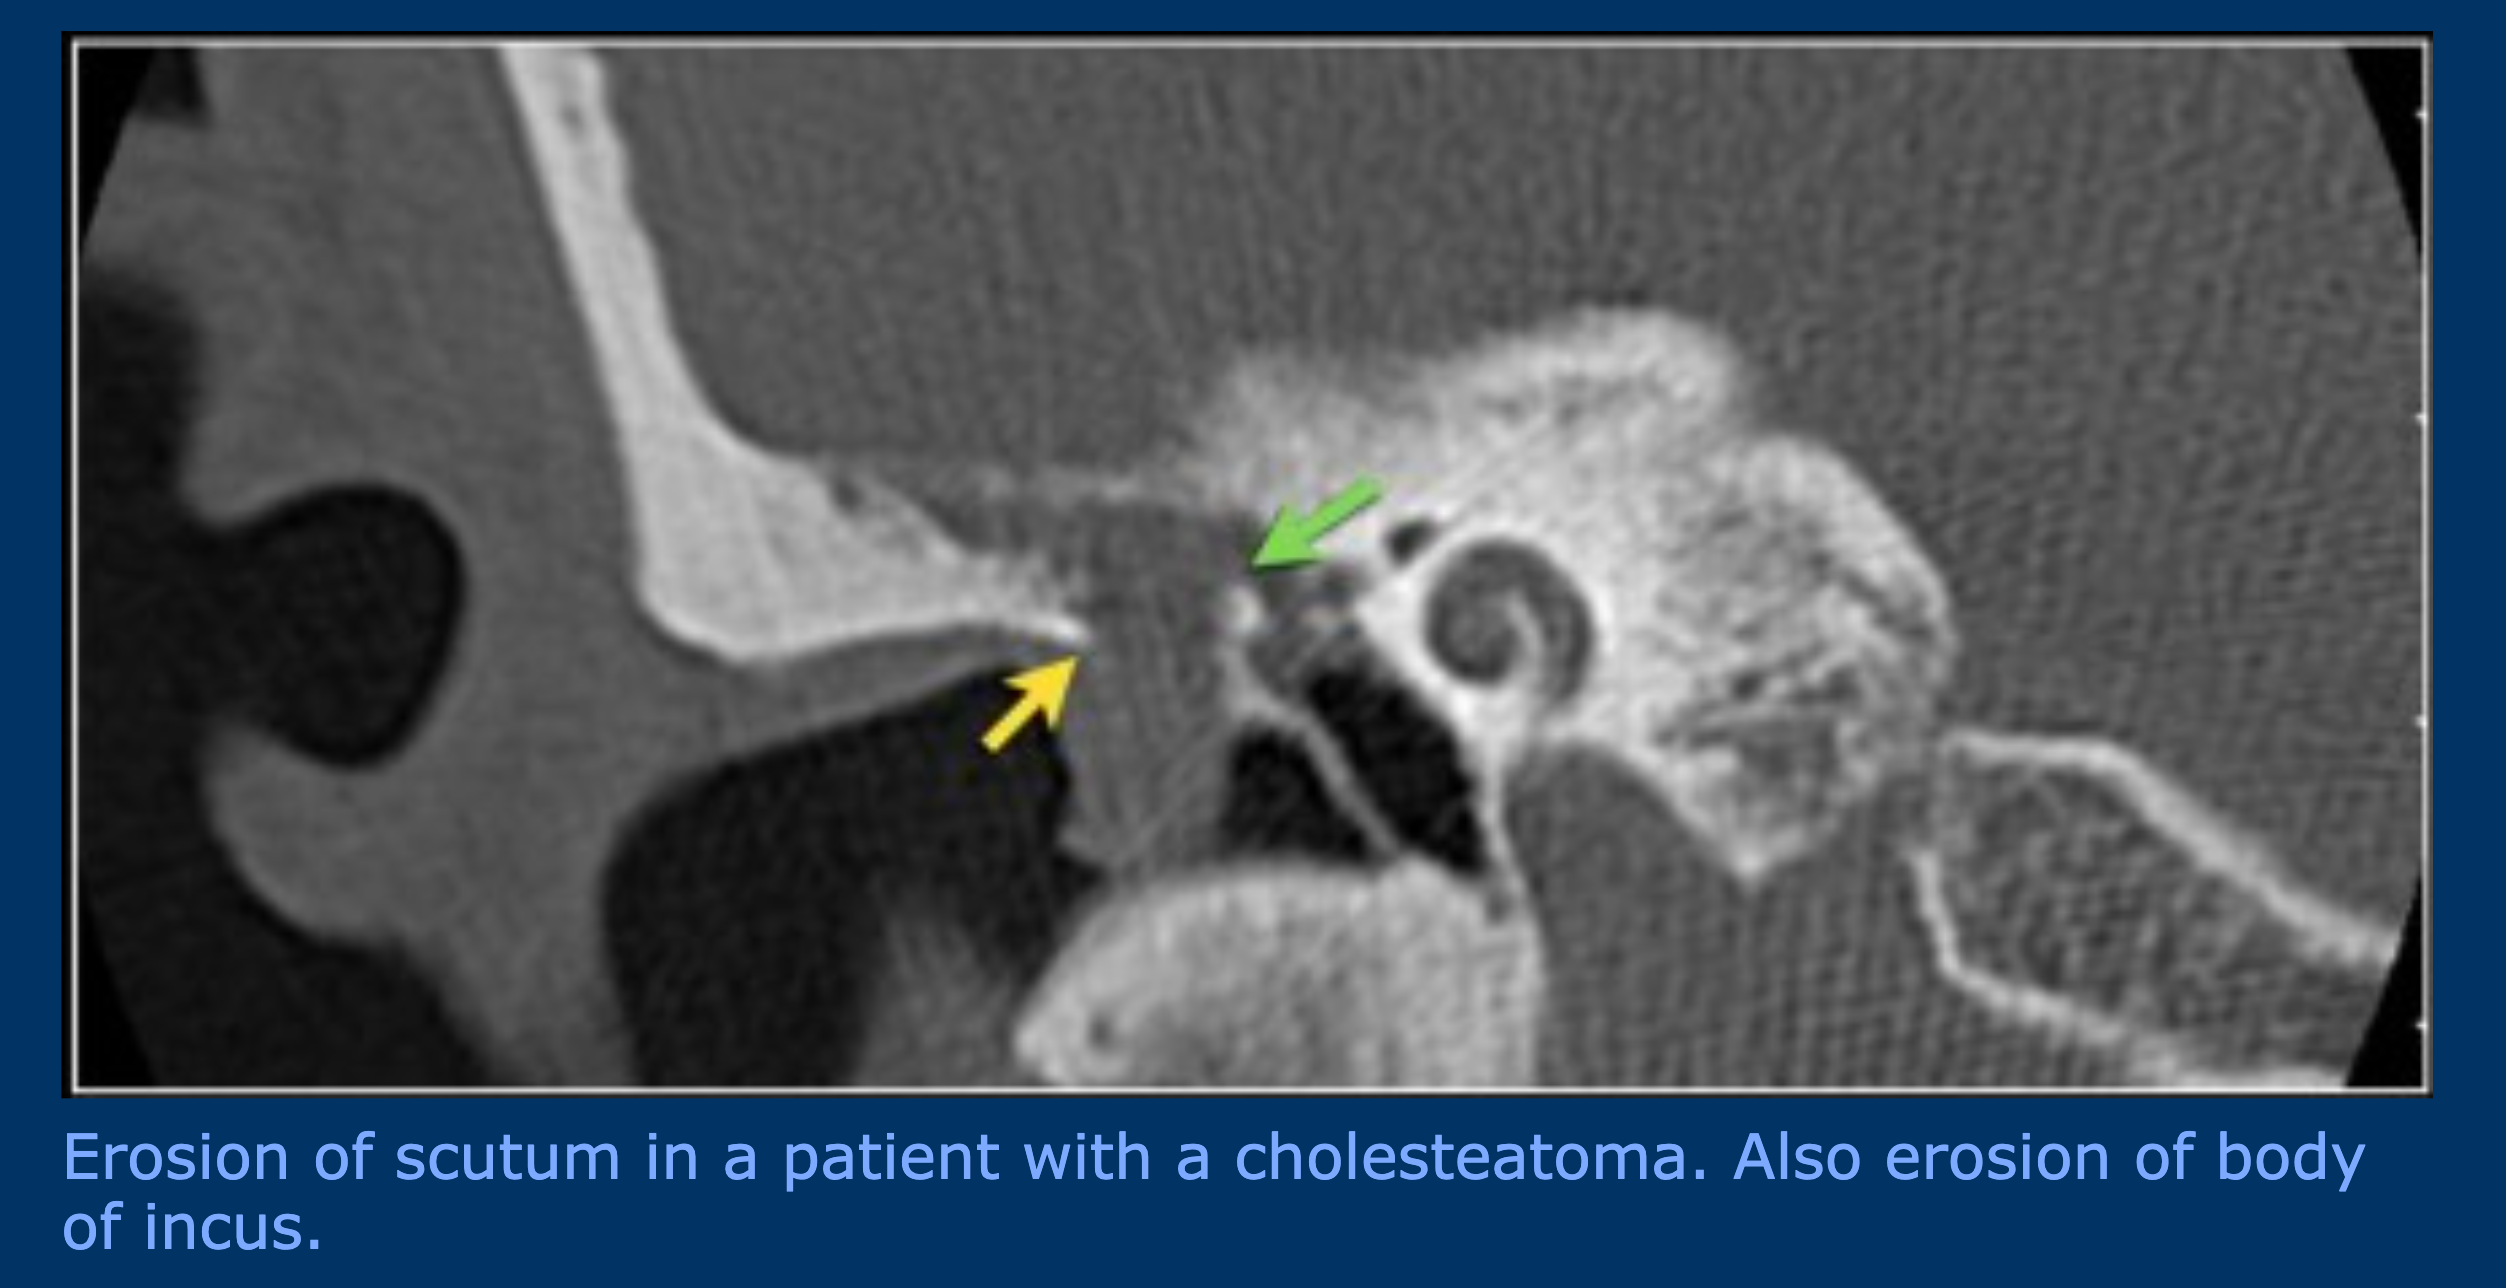 Erosion of scutum in a patient with a cholesteatoma. Also erosion of body
of incus.